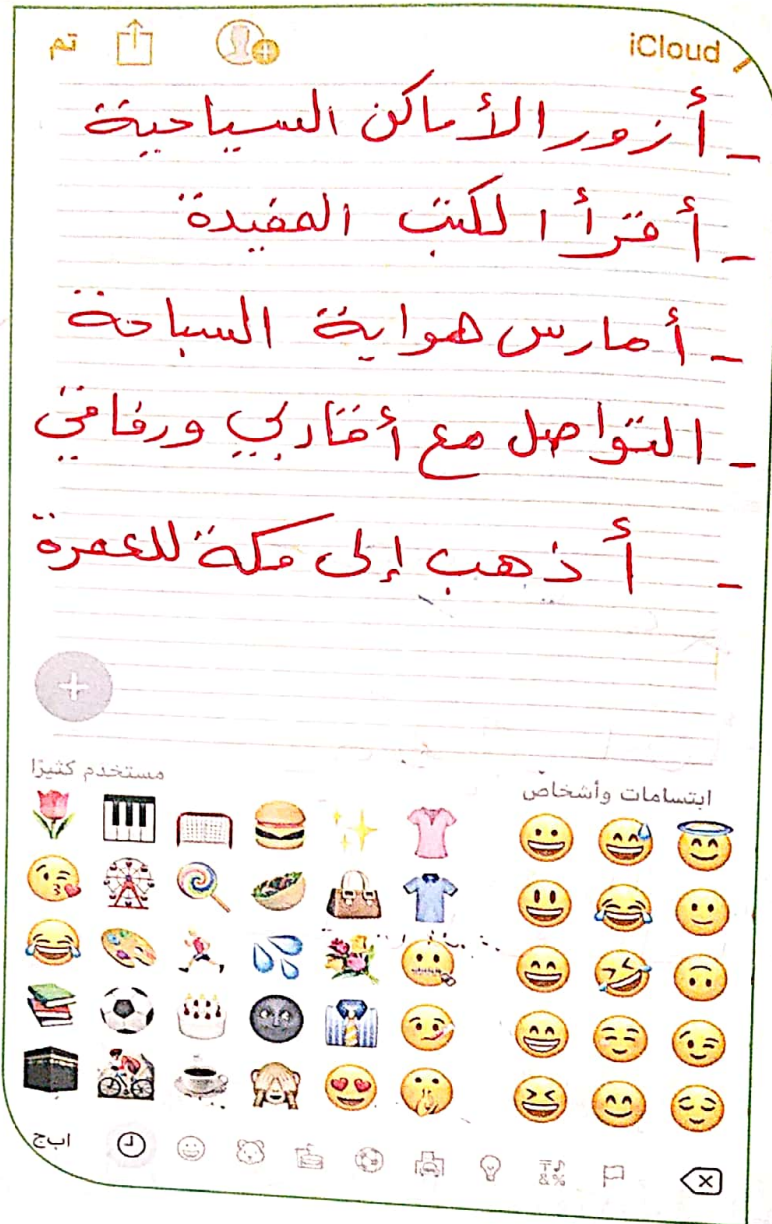 iCloud
تم
- أزور الأماكن السياحية
- أقرأ الكتب المفيدة
- أمارس هواية السباحة
- التواصل مع أقاربي ورفاقي
- أذهب إلى مكة للعمرة
مستخدم كثيرًا
ابتسامات وأشخاص
ابج